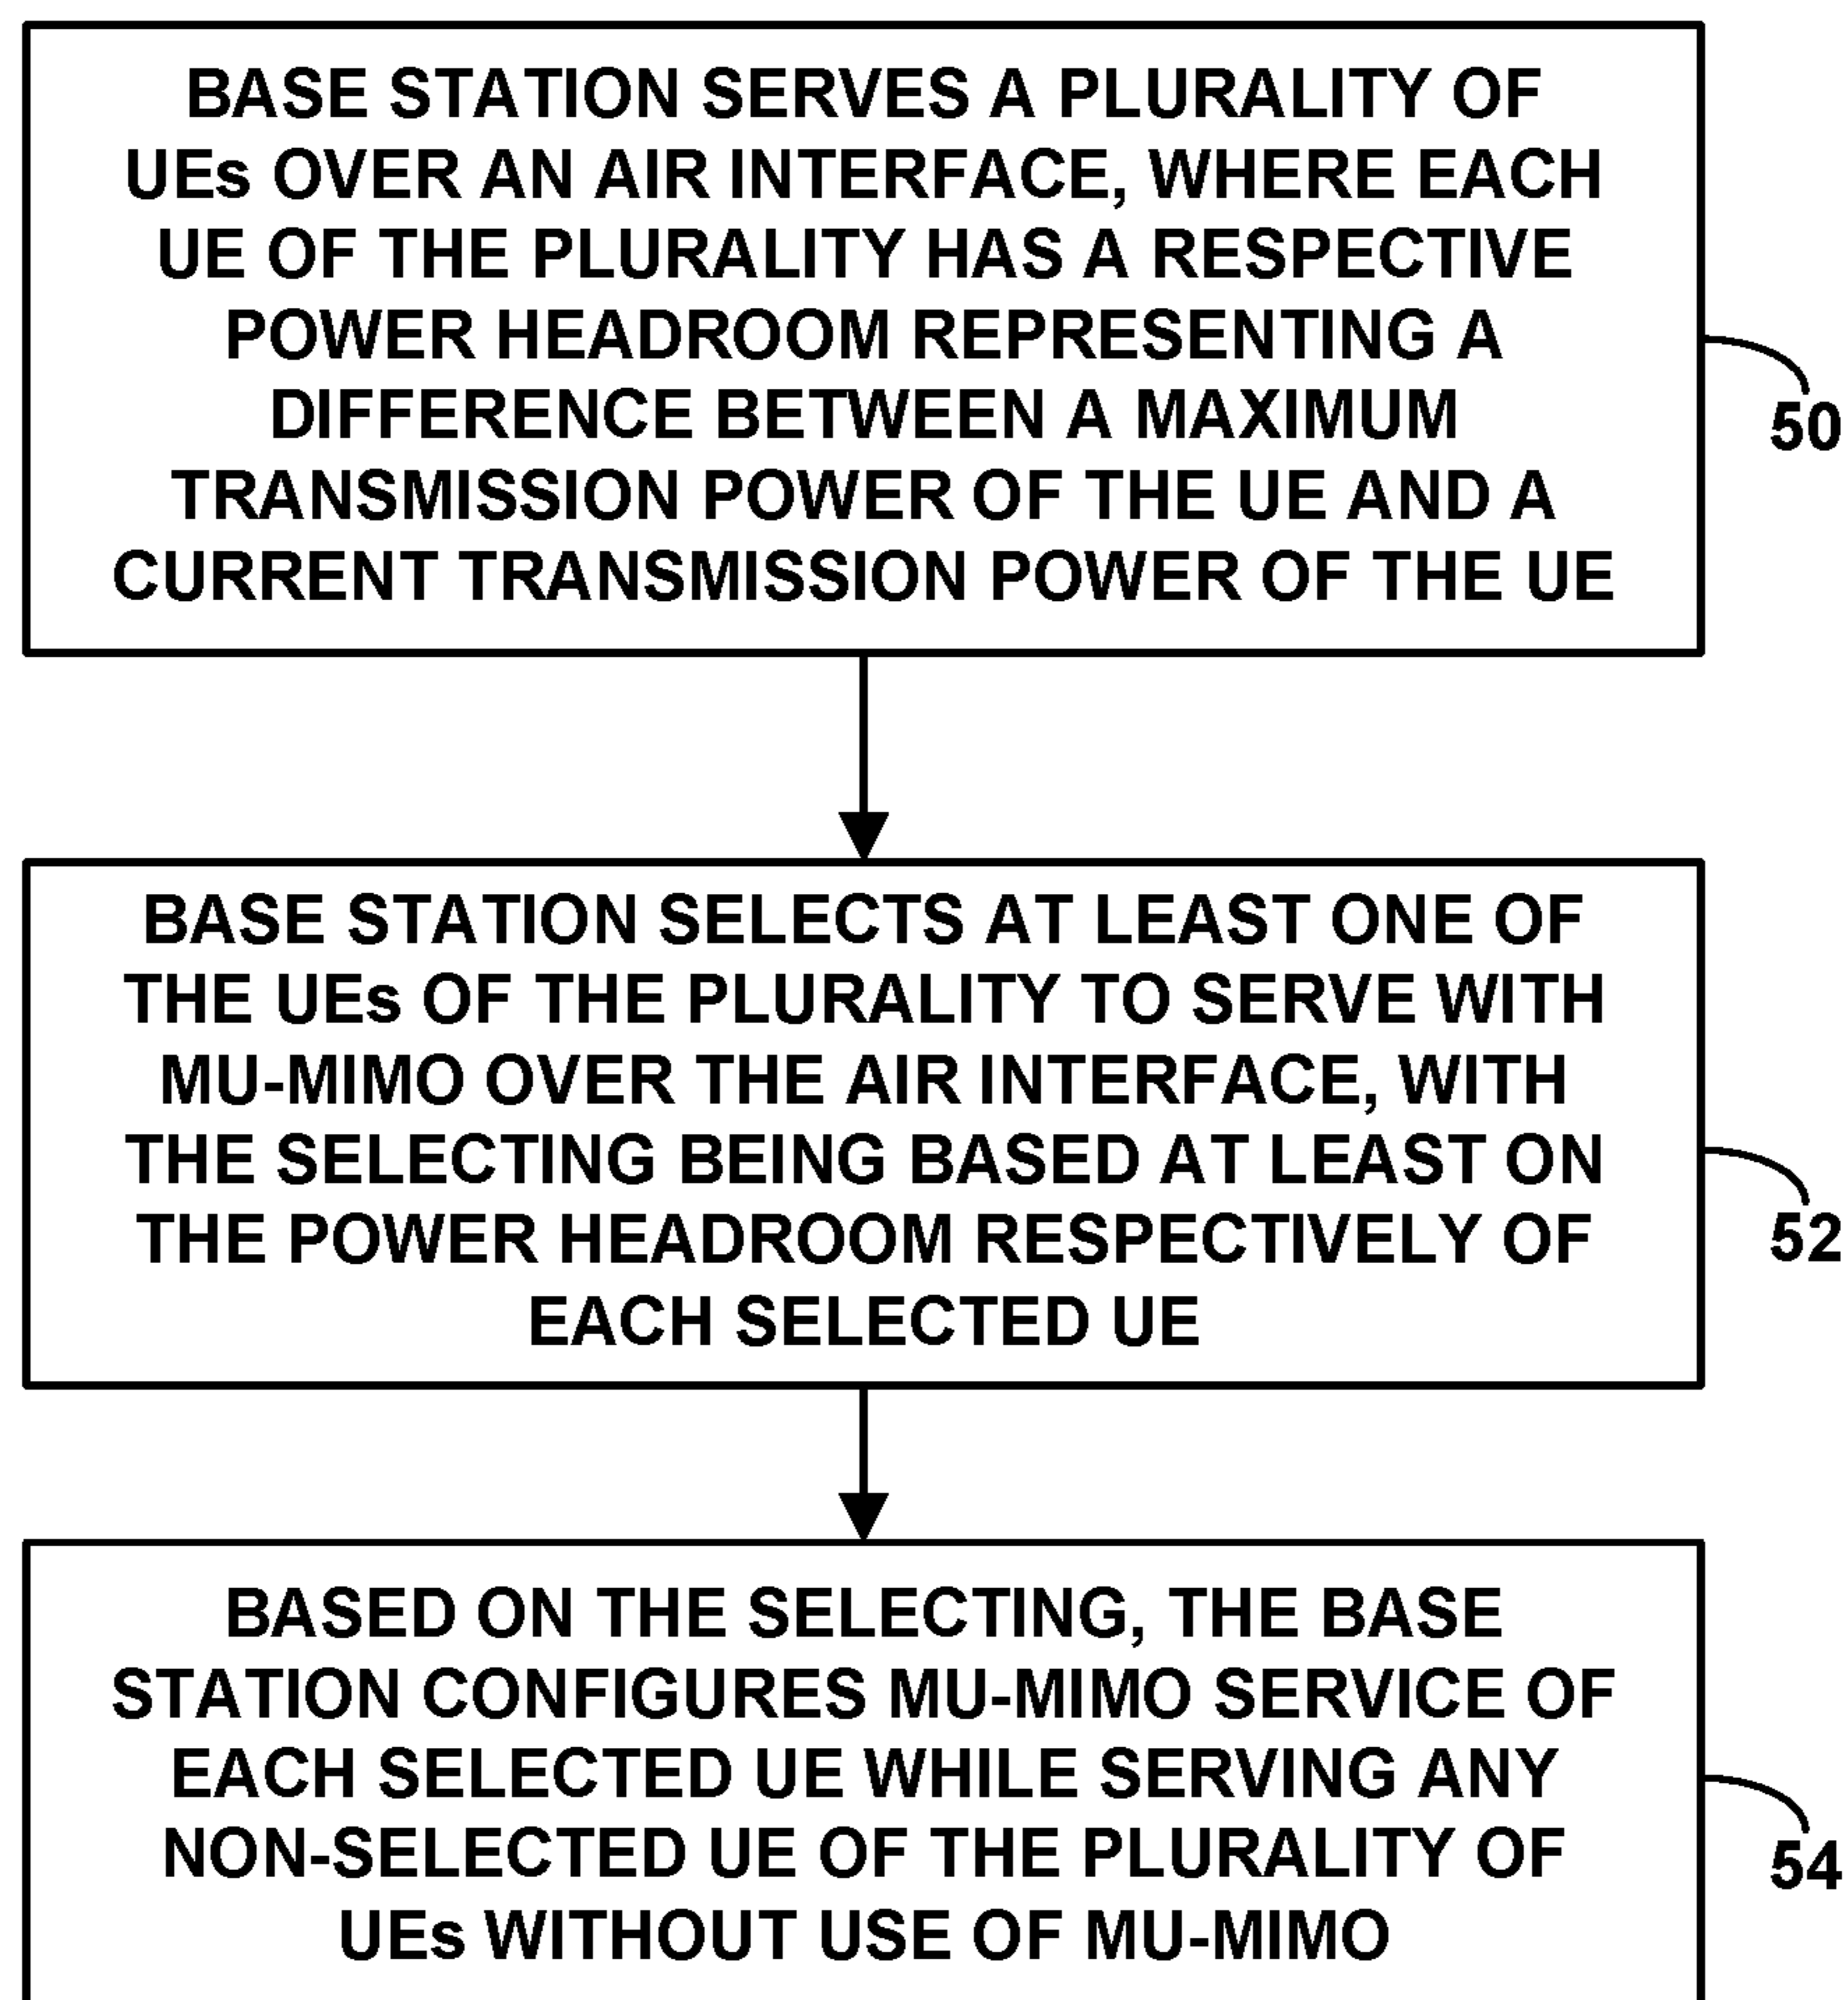 BASE STATION SERVES A PLURALITY OF
UEs OVER AN AIR INTERFACE, WHERE EACH
UE OF THE PLURALITY HAS A RESPECTIVE
POWER HEADROOM REPRESENTING A
DIFFERENCE BETWEEN A MAXIMUM
TRANSMISSION POWER OF THE UE AND A
CURRENT TRANSMISSION POWER OF THE UE
50
BASE STATION SELECTS AT LEAST ONE OF
THE UEs OF THE PLURALITY TO SERVE WITH
MU-MIMO OVER THE AIR INTERFACE, WITH
THE SELECTING BEING BASED AT LEAST ON
THE POWER HEADROOM RESPECTIVELY OF
EACH SELECTED UE
52
BASED ON THE SELECTING, THE BASE
STATION CONFIGURES MU-MIMO SERVICE OF
EACH SELECTED UE WHILE SERVING ANY
NON-SELECTED UE OF THE PLURALITY OF
UEs WITHOUT USE OF MU-MIMO
54